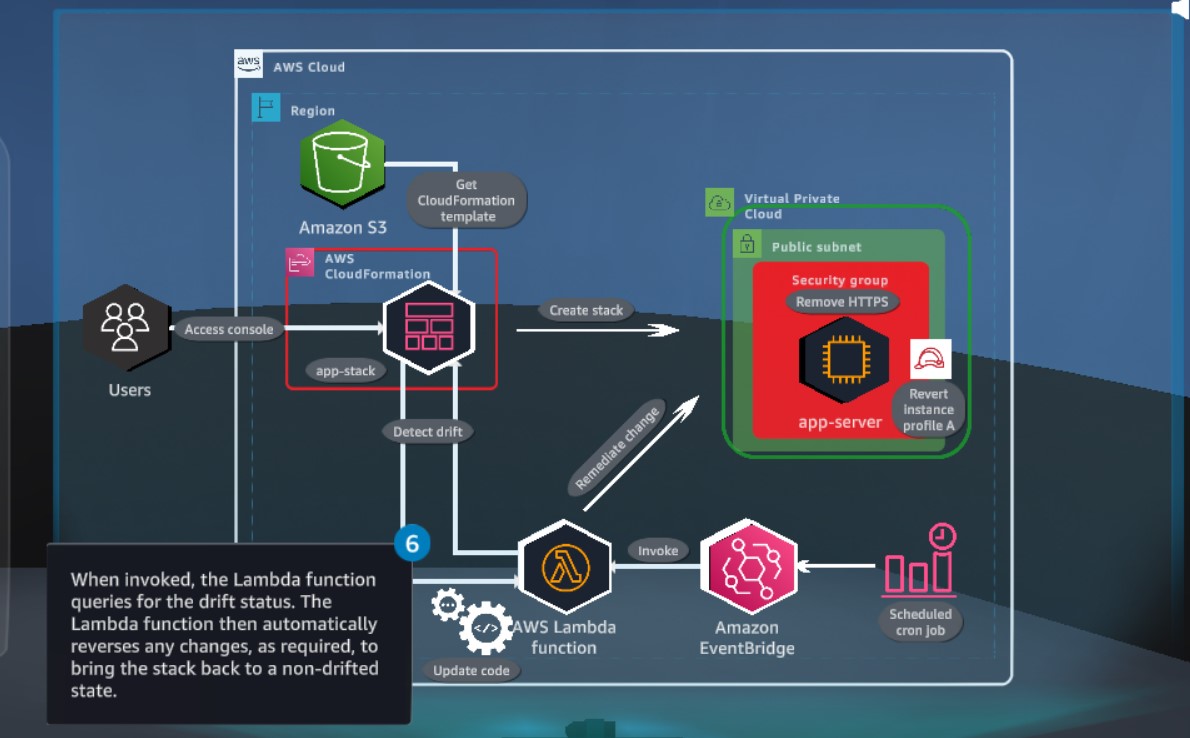 aws
AWS Cloud
Region
Amazon S3
Get
CloudFormation
template
AWS
CloudFormation
app-stack
Users
Access console
Create stack
Virtual Private
Cloud
Public subnet
Security group
Remove HTTPS
app-server
Revert
instance
profile A
Detect drift
Remediate change
6
When invoked, the Lambda function
queries for the drift status. The
Lambda function then automatically
reverses any changes, as required, to
bring the stack back to a non-drifted
state.
</>
Update code
AWS Lambda
function
Invoke
Amazon
EventBridge
Scheduled
cron job